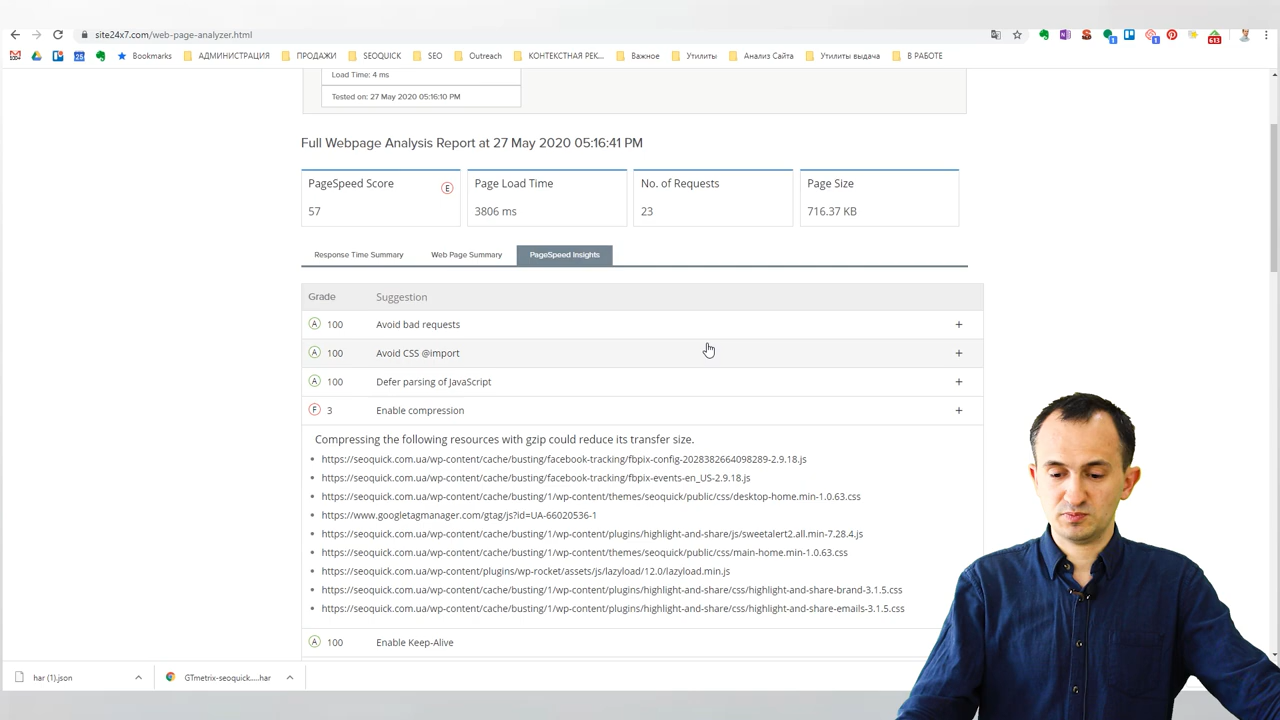 site24x7.com/web-page-analyzer.html
Bookmarks АДМИНИСТРАЦИЯ ПРОДАЖИ SEOQUICK SEO Outreach КОНТЕКСТНАЯ РЕК... Важное Утилиты Анализ Сайта Утилиты выдача В РАБОТЕ
Load Time: 4 ms
Tested on: 27 May 2020 05:16:10 PM
Full Webpage Analysis Report at 27 May 2020 05:16:41 PM
PageSpeed Score E Page Load Time No. of Requests Page Size
57 3806 ms 23 716.37 KB
Response Time Summary Web Page Summary PageSpeed Insights
Grade Suggestion
A 100 Avoid bad requests +
A 100 Avoid CSS @import +
A 100 Defer parsing of JavaScript +
F 3 Enable compression +
Compressing the following resources with gzip could reduce its transfer size.
https://seoquick.com.ua/wp-content/cache/busting/facebook-tracking/fbpix-config-2028382664098289-2.9.18.js
https://seoquick.com.ua/wp-content/cache/busting/facebook-tracking/fbpix-events-en_US-2.9.18.js
https://seoquick.com.ua/wp-content/cache/busting/1/wp-content/themes/seoquick/public/css/desktop-home.min-1.0.63.css
https://www.googletagmanager.com/gtag/js?id=UA-66020536-1
https://seoquick.com.ua/wp-content/cache/busting/1/wp-content/plugins/highlight-and-share/js/sweetalert2.all.min-7.28.4.js
https://seoquick.com.ua/wp-content/cache/busting/1/wp-content/themes/seoquick/public/css/main-home.min-1.0.63.css
https://seoquick.com.ua/wp-content/plugins/wp-rocket/assets/js/lazyload/12.0/lazyload.min.js
https://seoquick.com.ua/wp-content/cache/busting/1/wp-content/plugins/highlight-and-share/css/highlight-and-share-brand-3.1.5.css
https://seoquick.com.ua/wp-content/cache/busting/1/wp-content/plugins/highlight-and-share/css/highlight-and-share-emails-3.1.5.css
A 100 Enable Keep-Alive
har (1).json GTmetrix-seoquick....har